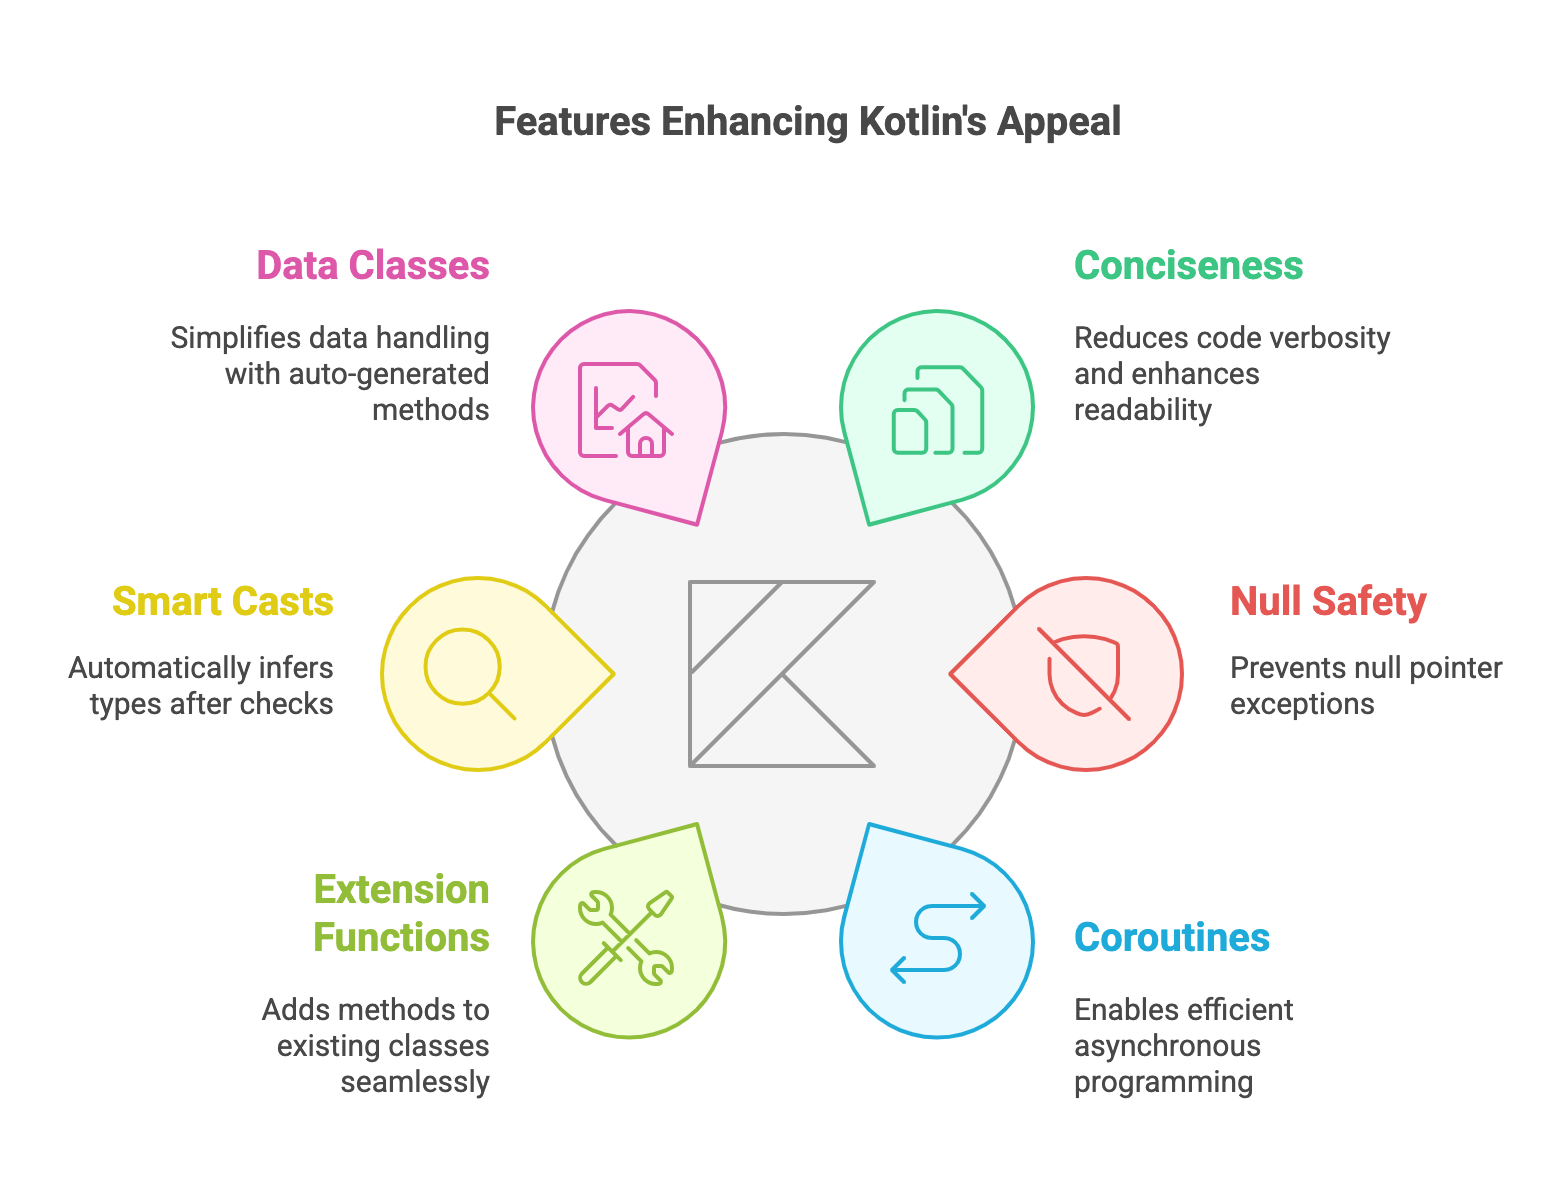 Features Enhancing Kotlin's Appeal
Data Classes
Simplifies data handling
with auto-generated
methods
Conciseness
Reduces code verbosity
and enhances
readability
Smart Casts
Automatically infers
types after checks
Null Safety
Prevents null pointer
exceptions
Extension
Functions
Adds methods to
existing classes
seamlessly
Coroutines
Enables efficient
asynchronous
programming